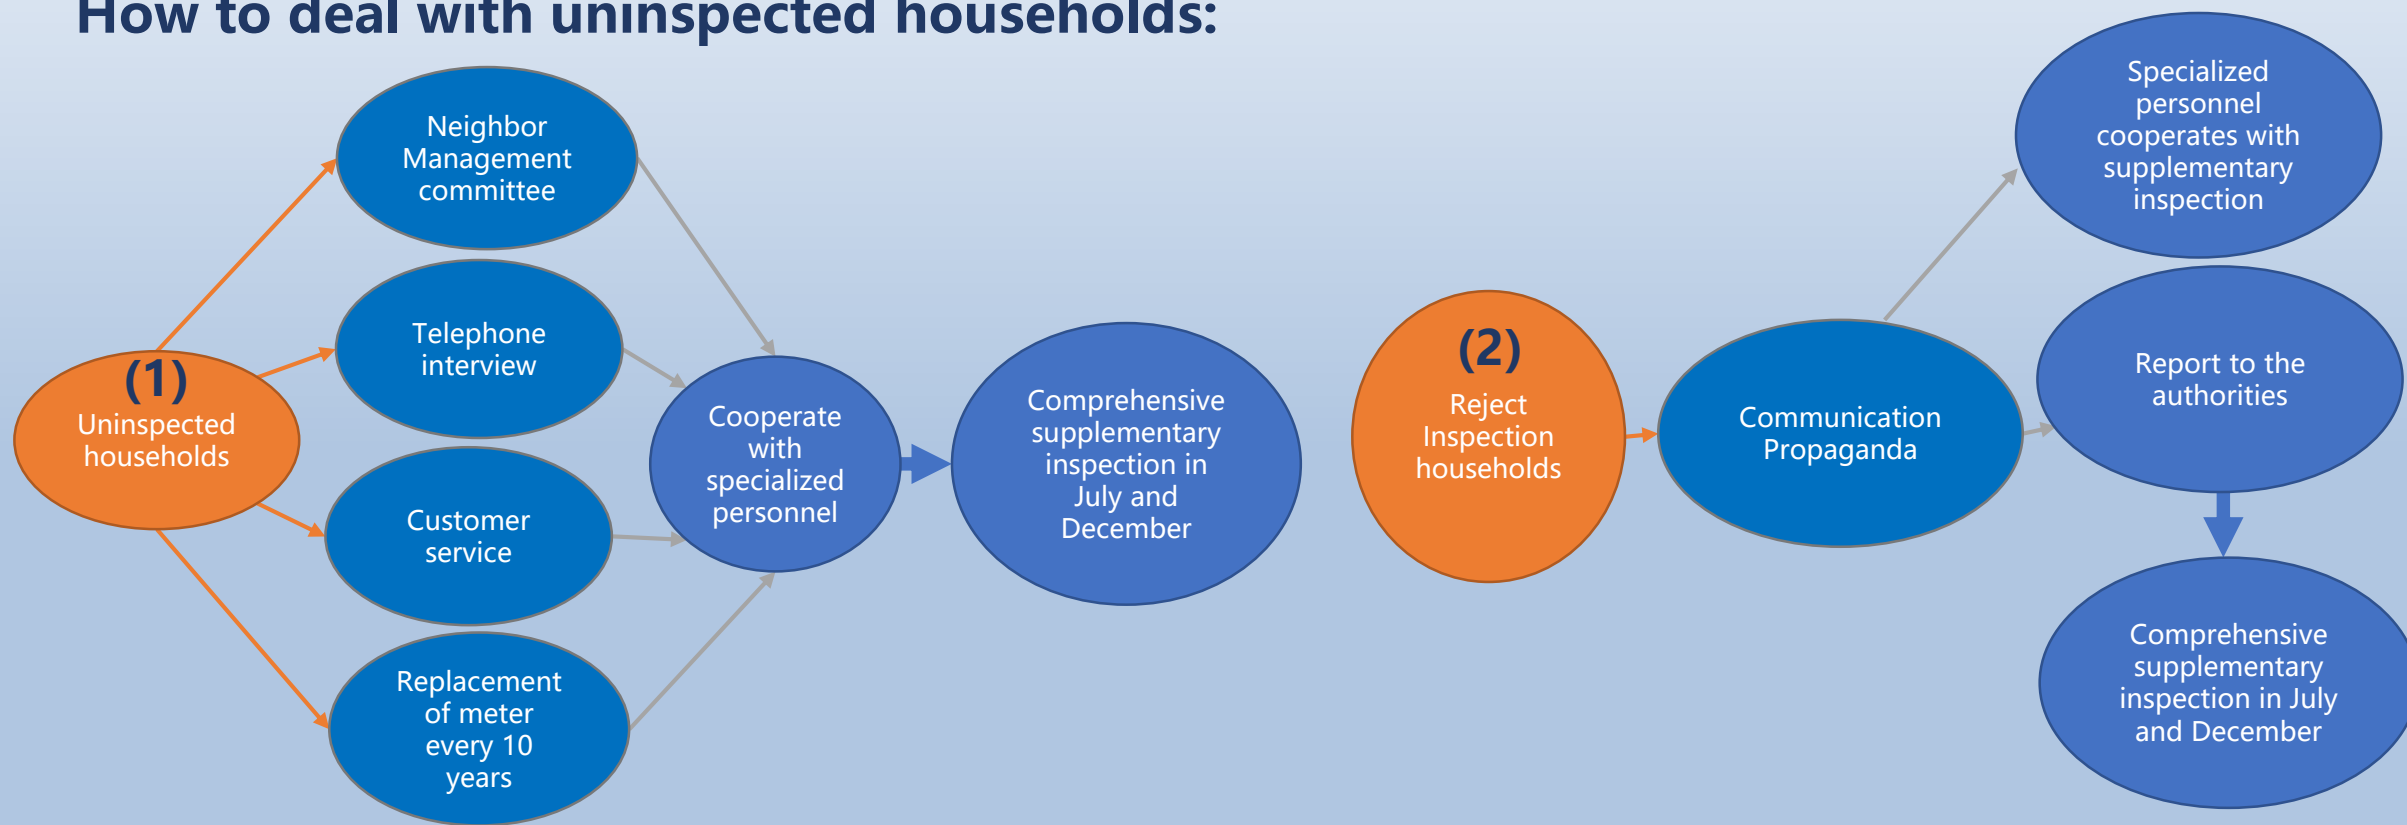 How to deal with uninspected households:
(1)
Uninspected
households
Neighbor
Management
committee
Telephone
interview
Customer
service
Replacement
of meter
every 10
years
Cooperate
with
specialized
personnel
Comprehensive
supplementary
inspection in
July and
December
(2)
Reject
Inspection
households
Communication
Propaganda
Specialized
personnel
cooperates with
supplementary
inspection
Report to the
authorities
Comprehensive
supplementary
inspection in July
and December